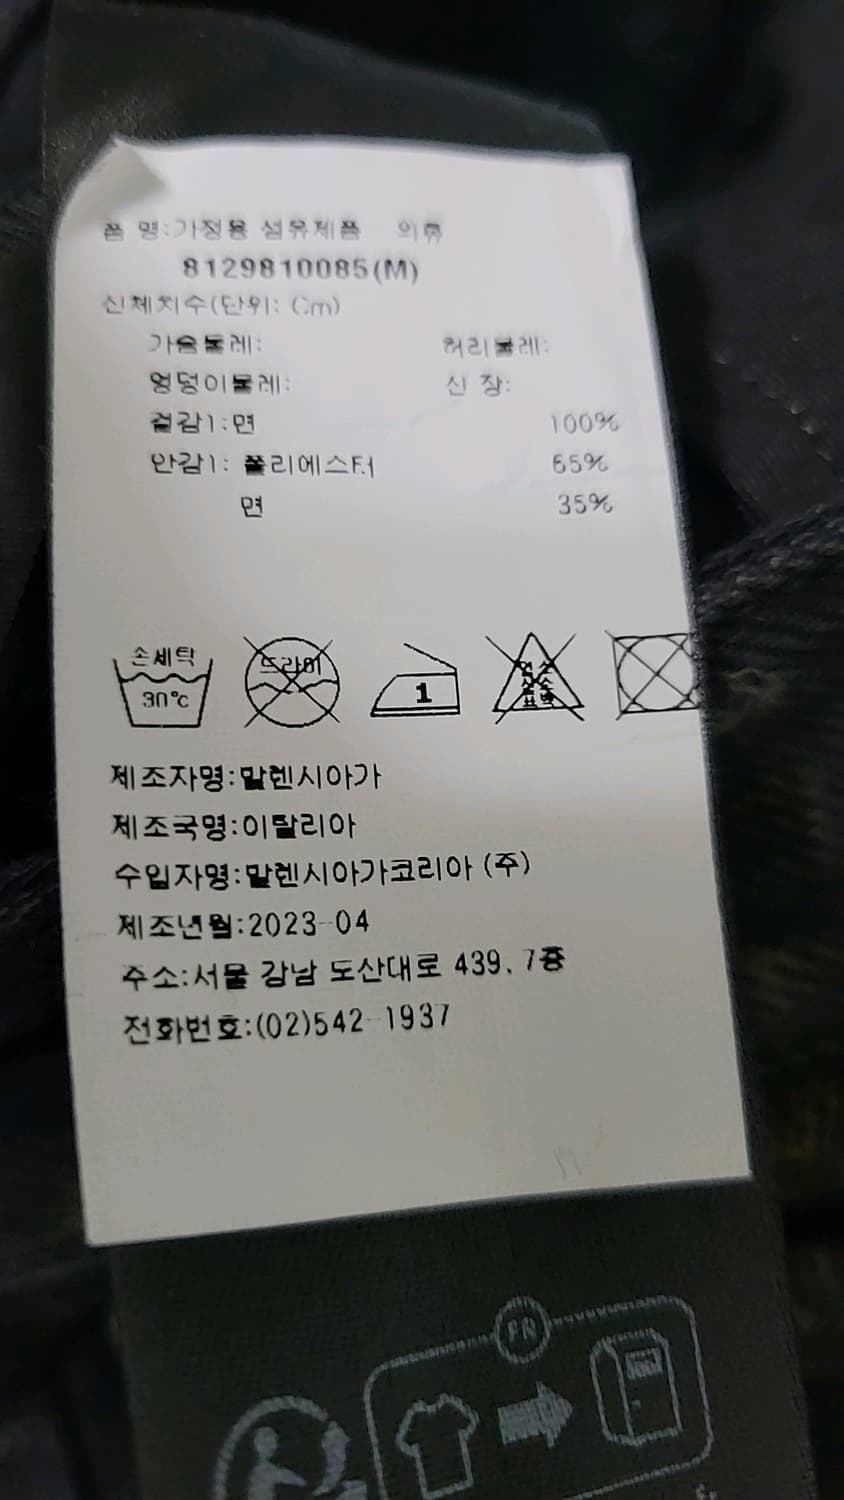 품 명:가정용 섬유제품 의류
8129810085(M)
신체치수(단위: Cm)
가슴둘레: 허리둘레:
엉덩이둘레: 신 장:
겉감1:면 100%
안감1: 폴리에스터 65%
면 35%
손세탁
30℃
드라이
1
염소
산소
표백
제조자명:발렌시아가
제조국명:이탈리아
수입자명:발렌시아가코리아 (주)
제조년월:2023-04
주소:서울 강남 도산대로 439, 7층
전화번호:(02)542-1937
FR